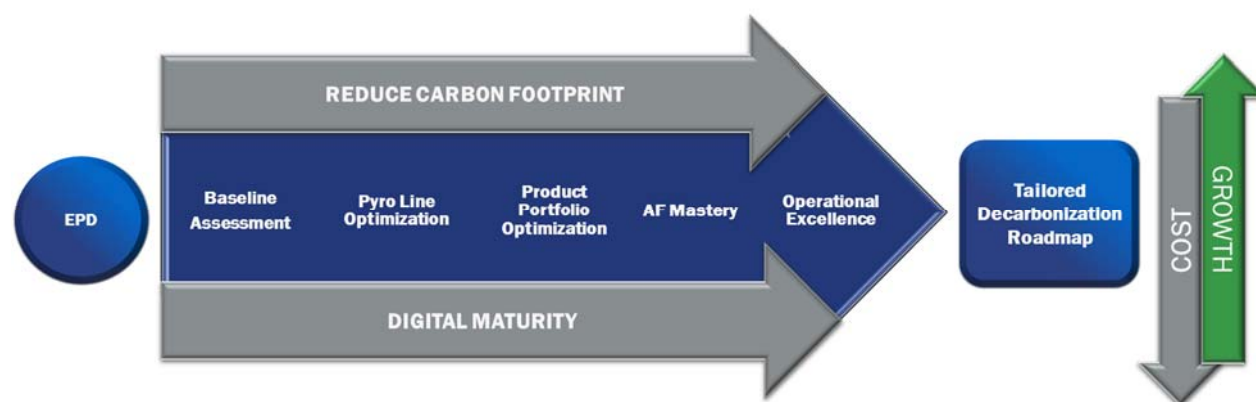 REDUCE CARBON FOOTPRINT
EPD
Baseline
Assessment
Pyro Line
Optimization
Product
Portfolio
Optimization
AF Mastery
Operational
Excellence
DIGITAL MATURITY
Tailored
Decarbonization
Roadmap
COST
GROWTH